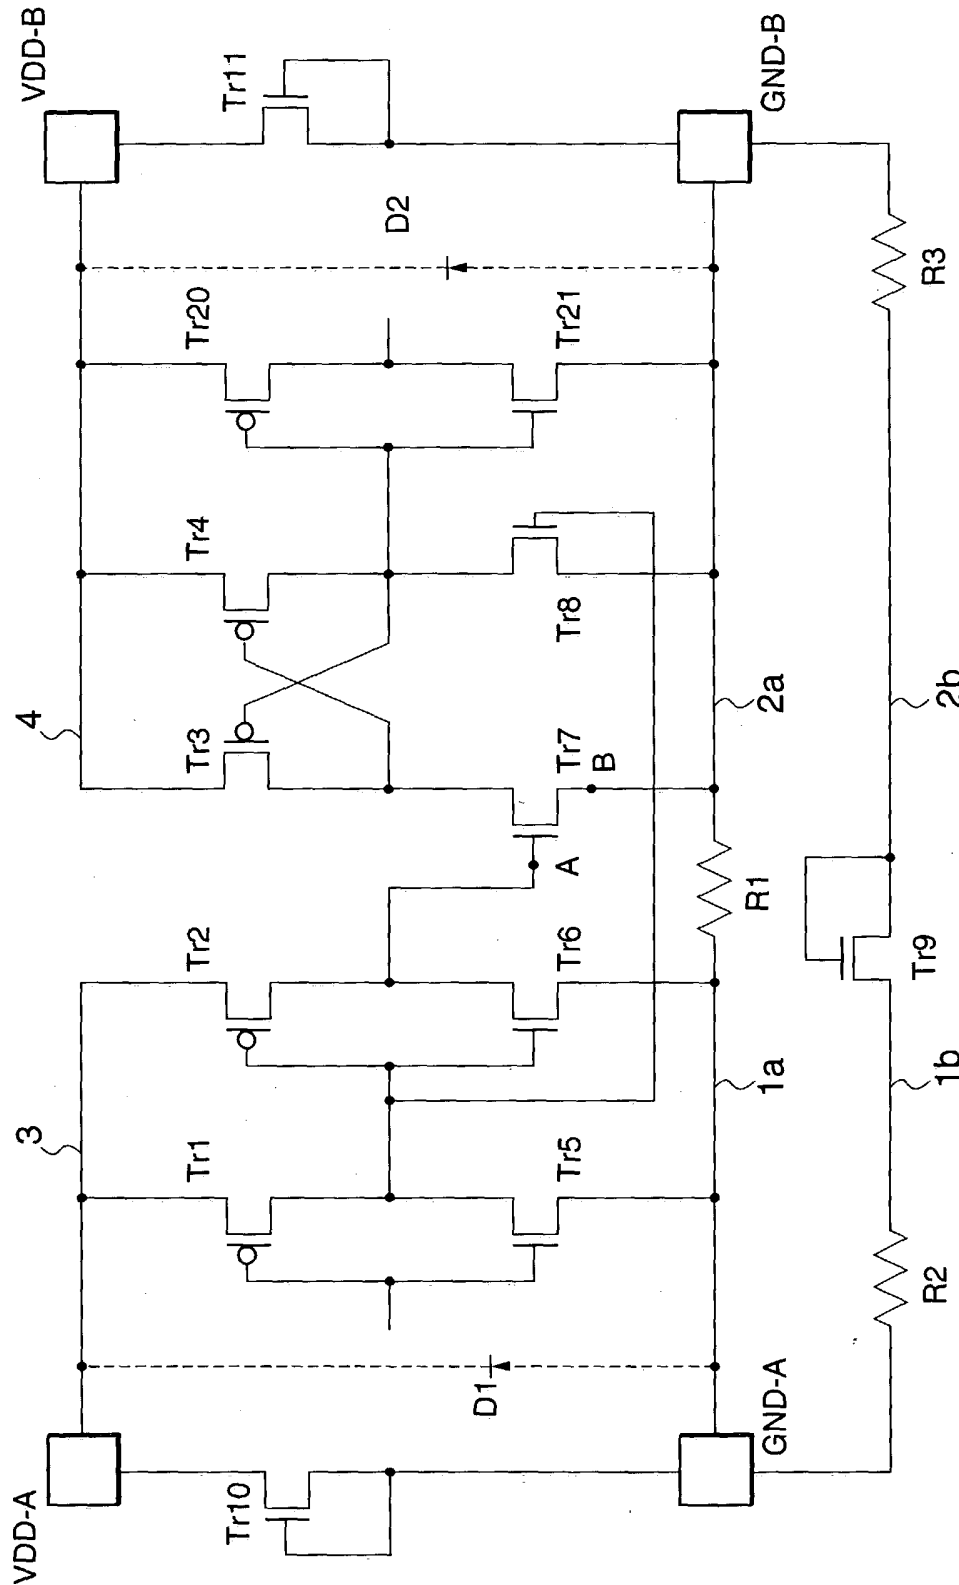 VDD-A
3
4
VDD-B
Tr10
Tr1
Tr2
Tr3
Tr4
Tr20
Tr11
D1
D2
A
B
Tr5
Tr6
Tr7
Tr8
Tr21
GND-A
1a
R1
2a
GND-B
R2
1b
Tr9
2b
R3